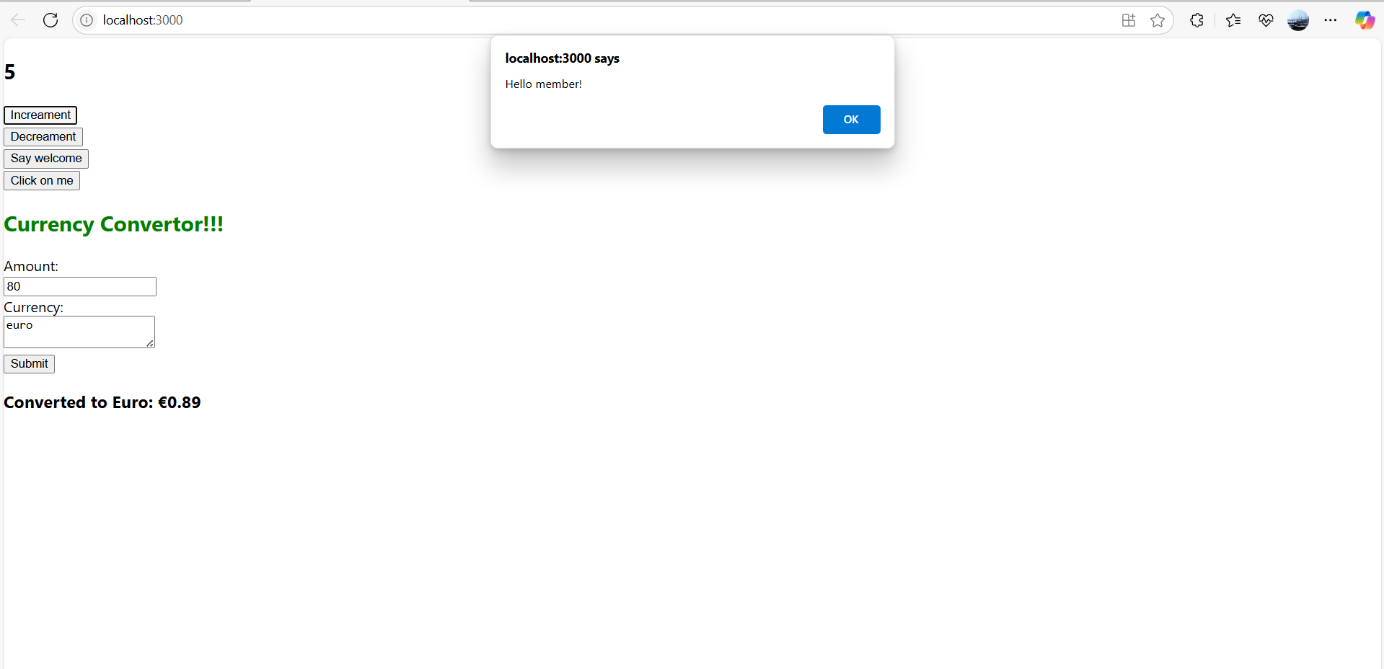 localhost:3000
localhost:3000 says
Hello member!
OK
5
Increament
Decreament
Say welcome
Click on me
Currency Convertor!!!
Amount:
80
Currency:
euro
Submit
Converted to Euro: €0.89